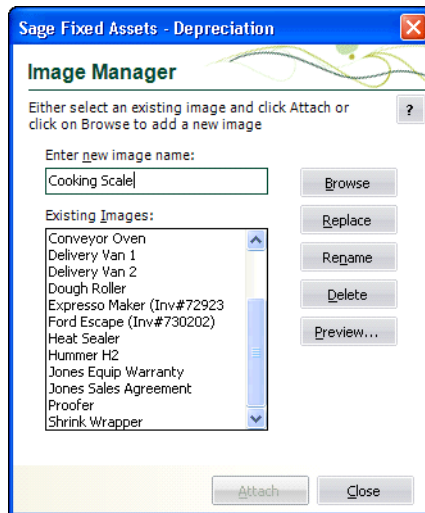 Sage Fixed Assets - Depreciation
Image Manager
Either select an existing image and click Attach or
click on Browse to add a new image
?
Enter new image name:
Cooking Scale
Browse
Existing Images:
Replace
Conveyor Oven
Delivery Van 1
Delivery Van 2
Rename
Dough Roller
Expresso Maker (Inv#72923
Delete
Ford Escape (Inv#730202)
Heat Sealer
Preview...
Hummer H2
Jones Equip Warranty
Jones Sales Agreement
Proofer
Shrink Wrapper
Attach
Close